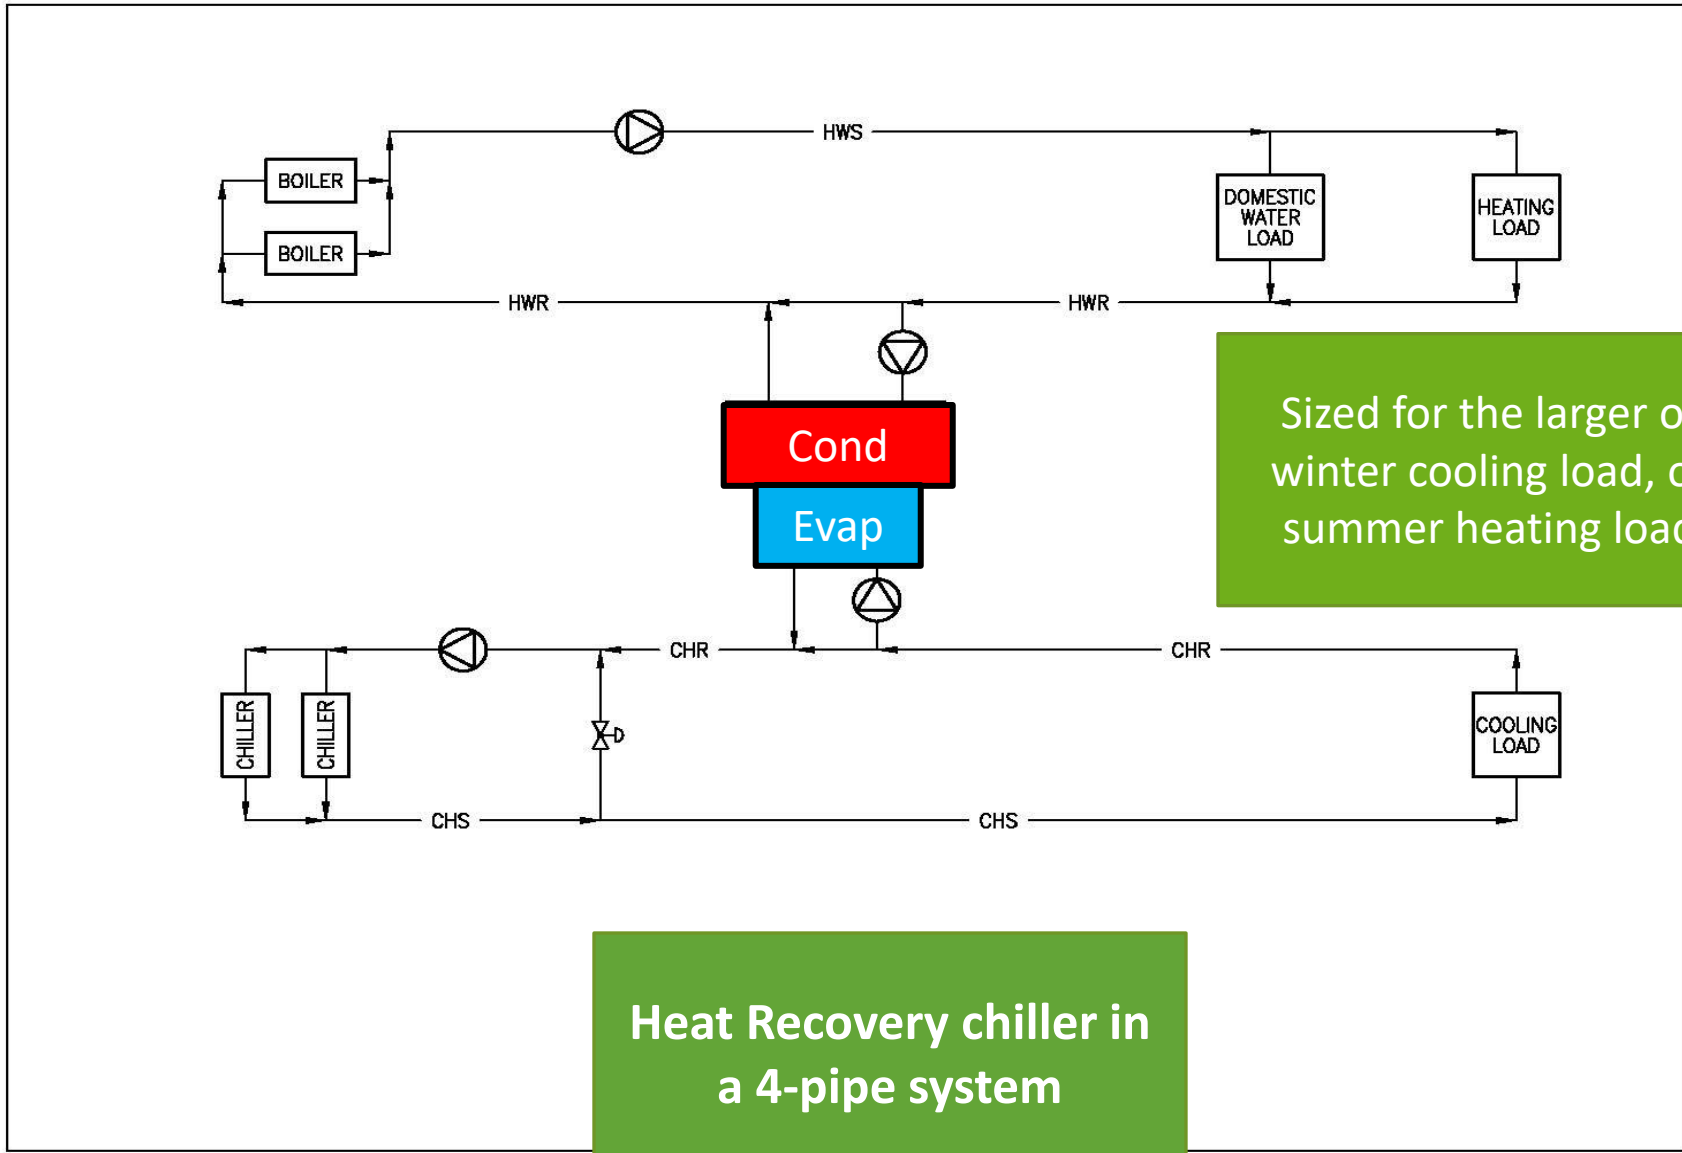 HWS
BOILER
BOILER
DOMESTIC
WATER
LOAD
HEATING
LOAD
HWR
HWR
Cond
Evap
Sized for the larger o
winter cooling load, o
summer heating load
CHR
CHR
CHILLER
CHILLER
D
COOLING
LOAD
CHS
CHS
Heat Recovery chiller in
a 4-pipe system